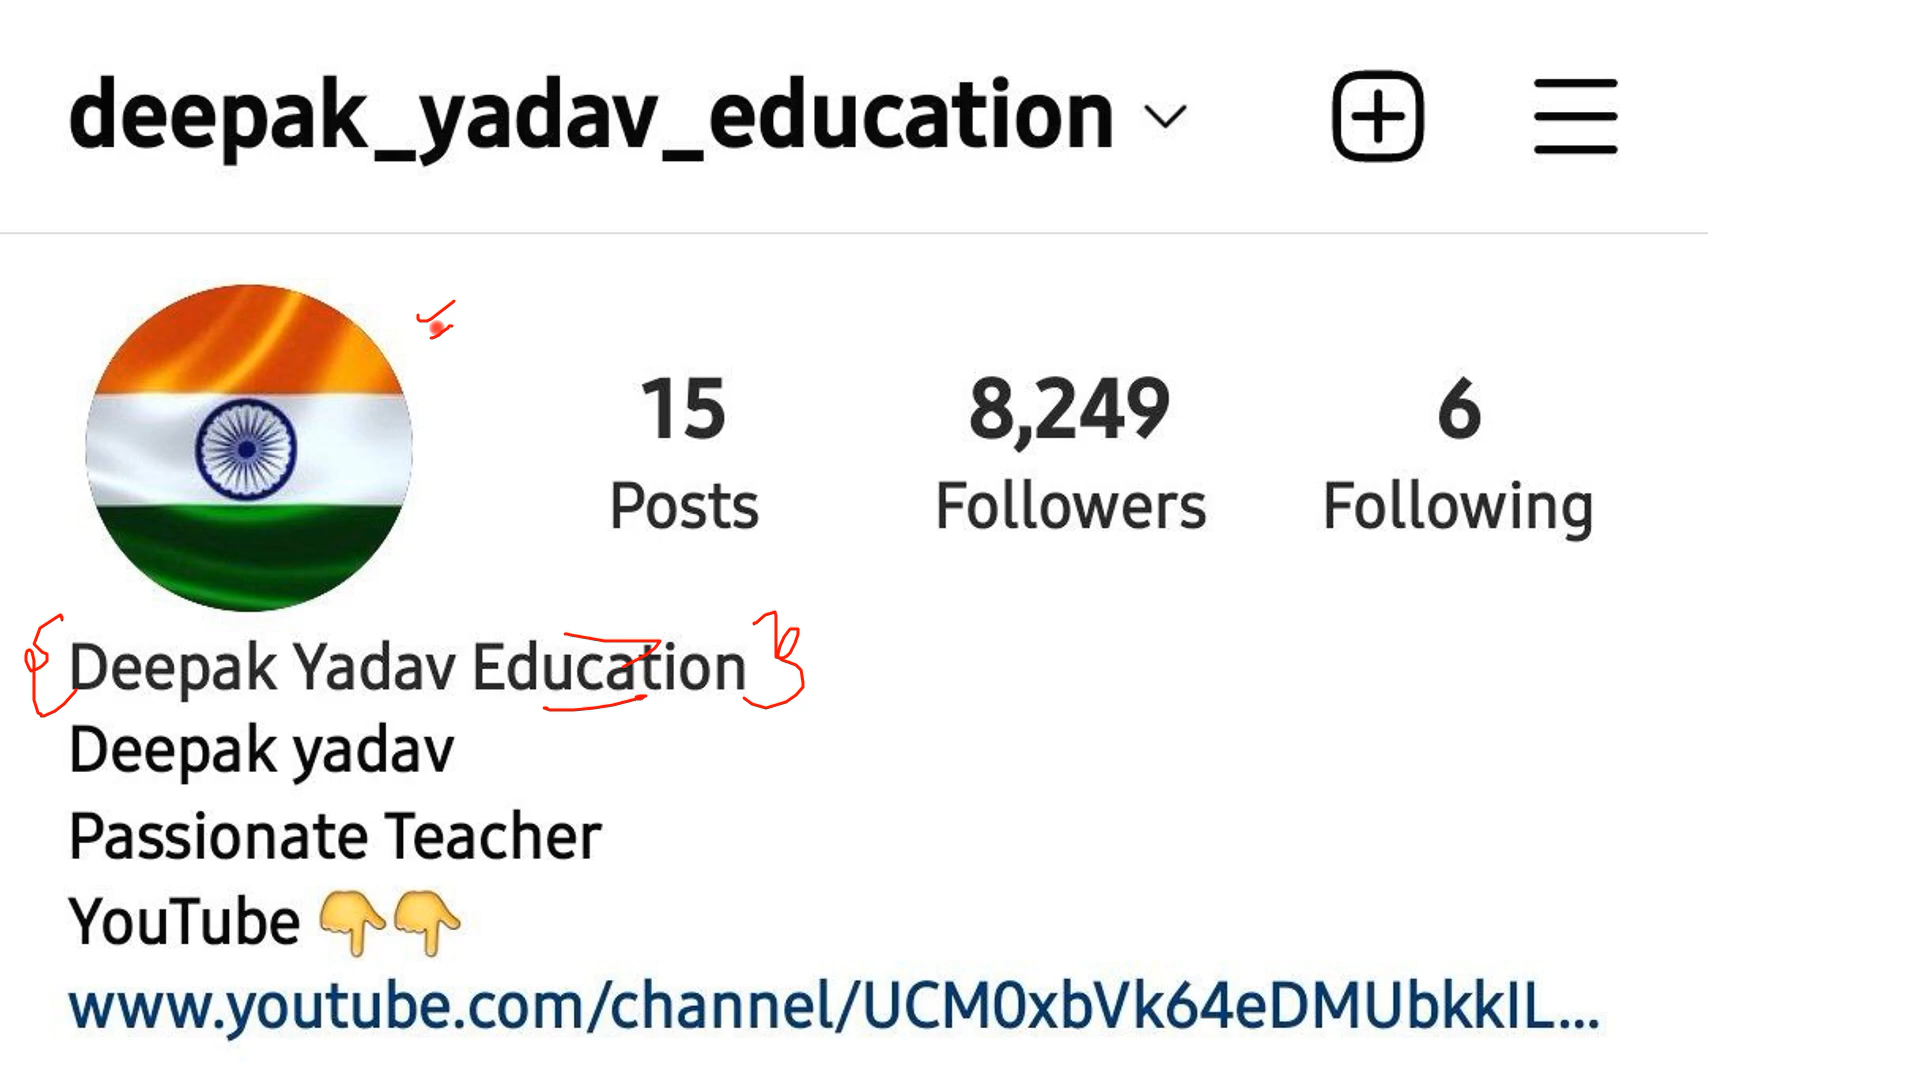 deepak_yadav_education
15 8,249 6
Posts Followers Following
Deepak Yadav Education
Deepak yadav
Passionate Teacher
YouTube 👇👇
www.youtube.com/channel/UCM0xbVk64eDMUbkkIL...